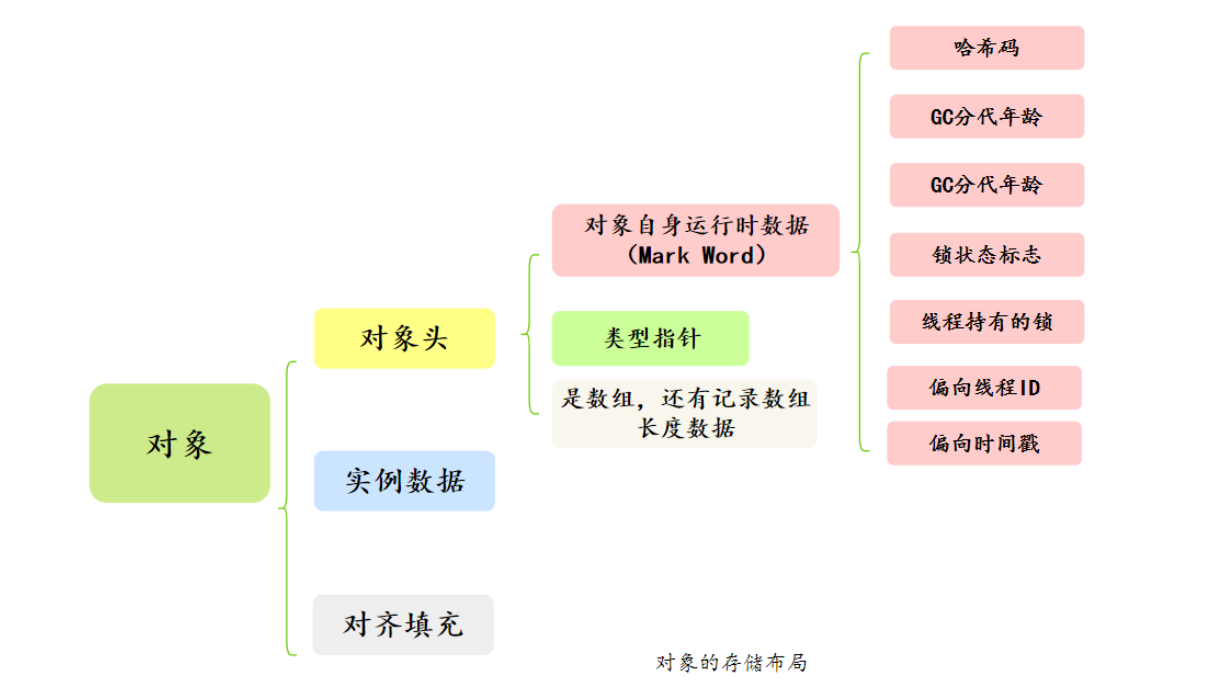 对象
对象头
实例数据
对齐填充
对象自身运行时数据
（Mark Word）
类型指针
是数组，还有记录数组
长度数据
哈希码
GC分代年龄
GC分代年龄
锁状态标志
线程持有的锁
偏向线程ID
偏向时间戳
对象的存储布局